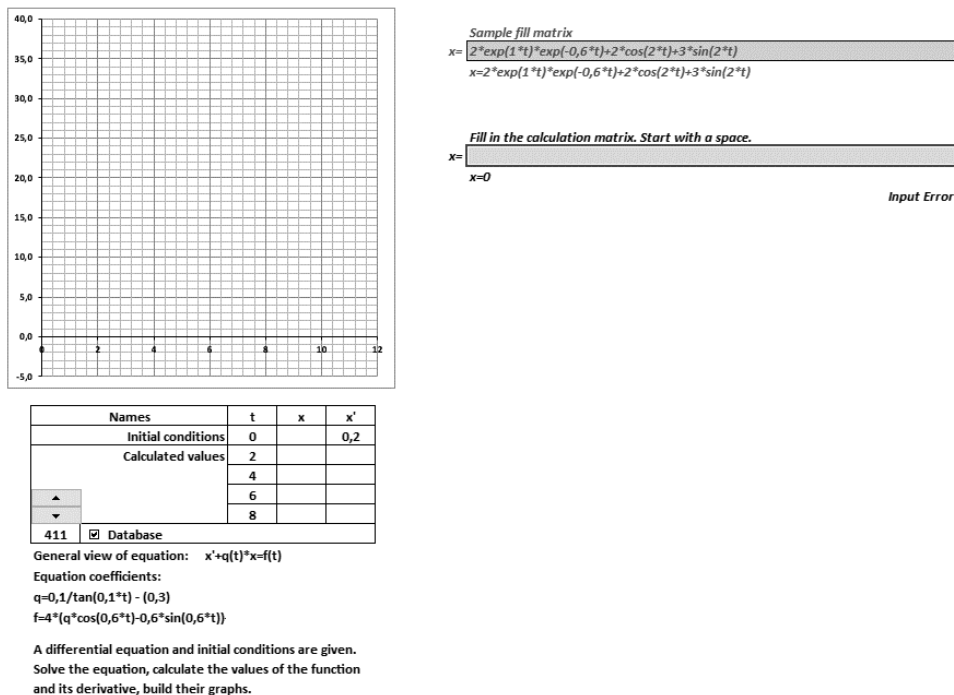 40,0
35,0
30,0
25,0
20,0
15,0
10,0
5,0
0,0
0 2 4 6 8 10 12
-5,0
Sample fill matrix
x= 2*exp(1*t)*exp(-0,6*t)+2*cos(2*t)+3*sin(2*t)
x=2*exp(1*t)*exp(-0,6*t)+2*cos(2*t)+3*sin(2*t)
Fill in the calculation matrix. Start with a space.
x=
x=0
Input Error
Names t x x'
Initial conditions 0 0,2
Calculated values 2
4
6
8
411 Database
General view of equation: x'+q(t)*x=f(t)
Equation coefficients:
q=0,1/tan(0,1*t) - (0,3)
f=4*(q*cos(0,6*t)-0,6*sin(0,6*t))
A differential equation and initial conditions are given.
Solve the equation, calculate the values of the function
and its derivative, build their graphs.